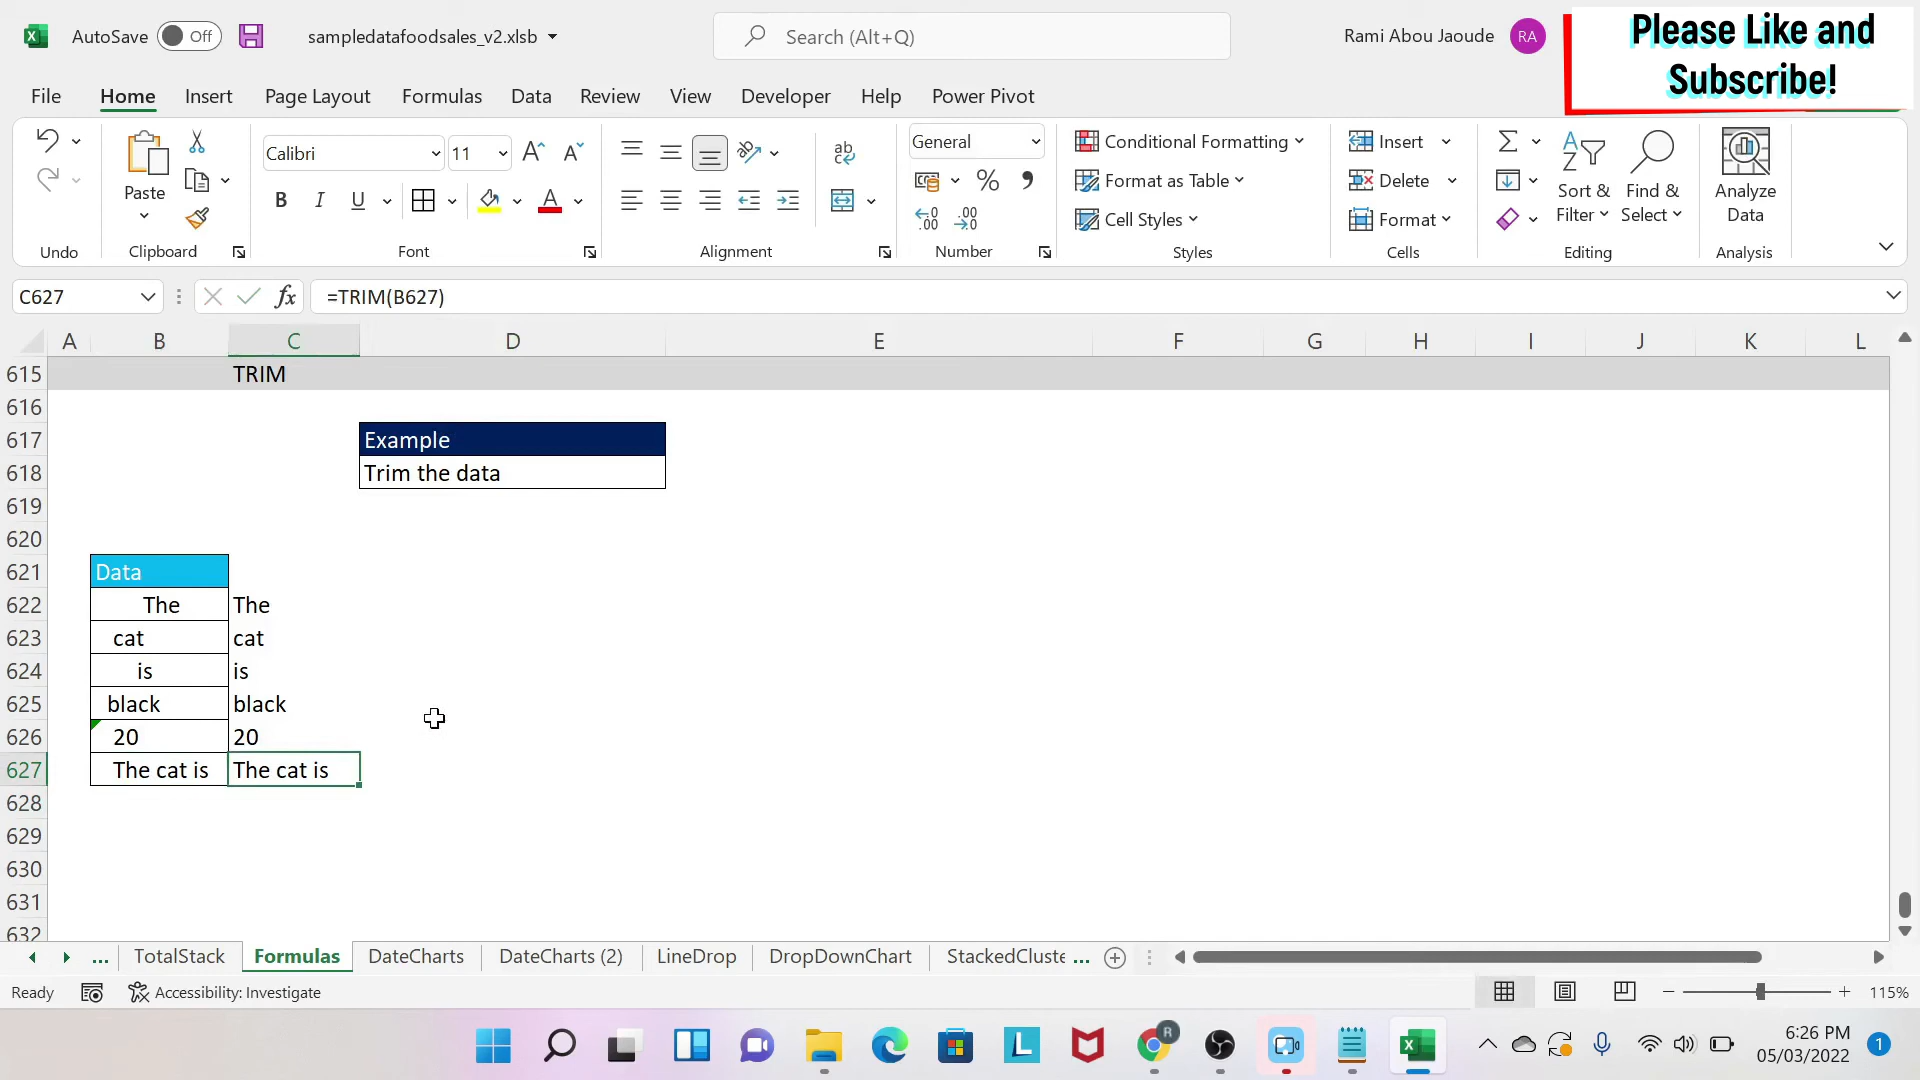 AutoSave Off sampledatafoodsales_v2.xlsb Search (Alt+Q) Rami Abou Jaoude RA
Please Like and
Subscribe!
File Home Insert Page Layout Formulas Data Review View Developer Help Power Pivot
Paste
Calibri 11
B I U A
ab
c
General
% ,
Conditional Formatting
Format as Table
Cell Styles
Insert
Delete
Format
Sort &
Filter
Find &
Select
Analyze
Data
Undo Clipboard Font Alignment Number Styles Cells Editing Analysis
C627 fx =TRIM(B627)
A B C D E F G H I J K L
615 TRIM
616
617 Example
618 Trim the data
619
620
621 Data
622 The The
623 cat cat
624 is is
625 black black
626 20 20
627 The cat is The cat is
628
629
630
631
632
... TotalStack Formulas DateCharts DateCharts (2) LineDrop DropDownChart StackedCluste ...
Ready Accessibility: Investigate 115%
6:26 PM
05/03/2022
1